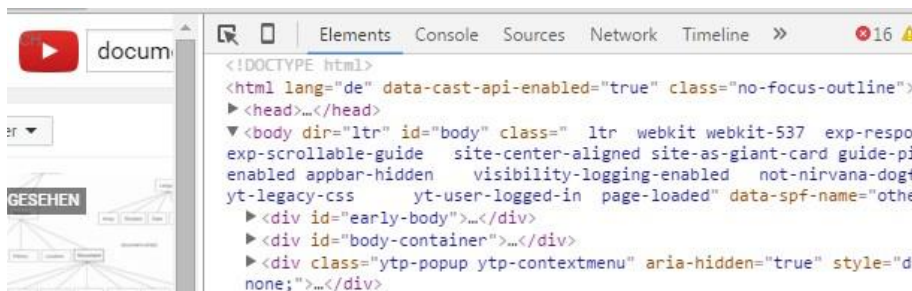 docum
er
GESEHEN
Elements Console Sources Network Timeline » 16
<!DOCTYPE html>
<html lang="de" data-cast-api-enabled="true" class="no-focus-outline">
▶<head>…</head>
▼<body dir="ltr" id="body" class="  ltr  webkit webkit-537  exp-respo
exp-scrollable-guide   site-center-aligned site-as-giant-card guide-pi
enabled appbar-hidden    visibility-logging-enabled   not-nirvana-dogf
yt-legacy-css     yt-user-logged-in  page-loaded" data-spf-name="othe
▶<div id="early-body">…</div>
▶<div id="body-container">…</div>
▶<div class="ytp-popup ytp-contextmenu" aria-hidden="true" style="d
none;">…</div>